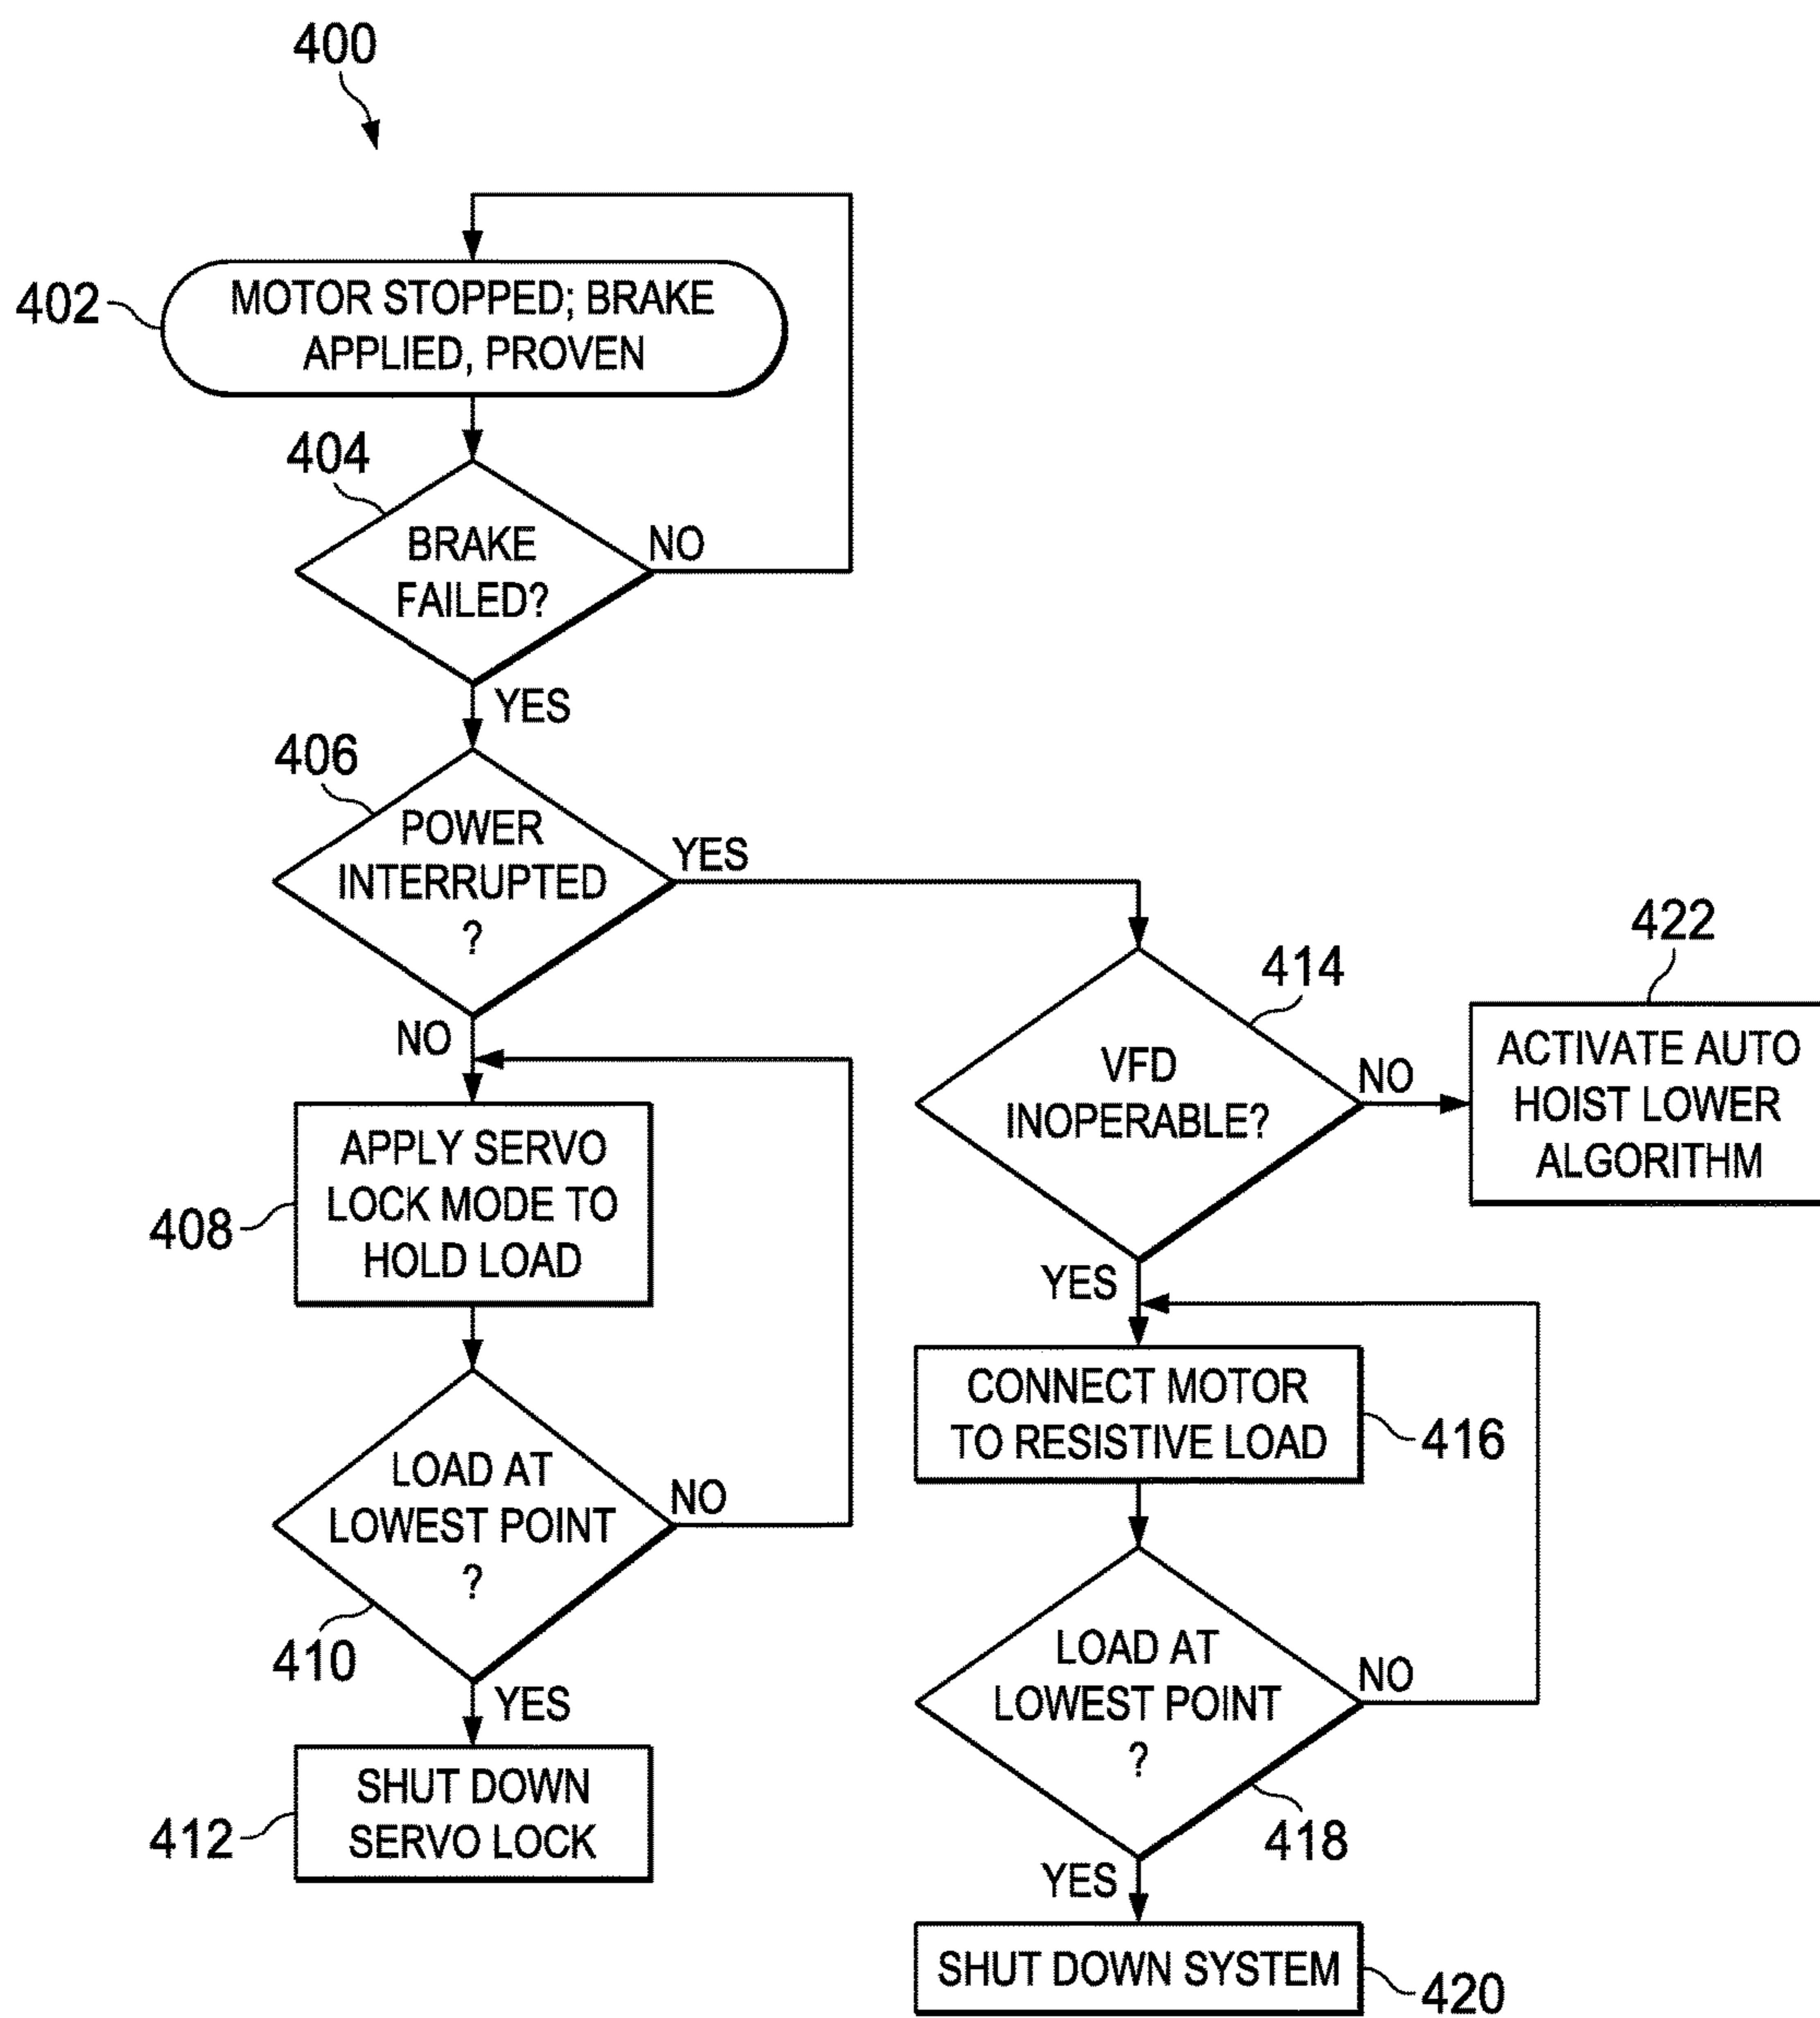 400
402
MOTOR STOPPED; BRAKE
APPLIED, PROVEN
404
BRAKE
FAILED?
NO
YES
406
POWER
INTERRUPTED
?
YES
NO
408
APPLY SERVO
LOCK MODE TO
HOLD LOAD
LOAD AT
LOWEST POINT
?
NO
410
YES
412
SHUT DOWN
SERVO LOCK
414
VFD
INOPERABLE?
NO
422
ACTIVATE AUTO
HOIST LOWER
ALGORITHM
YES
CONNECT MOTOR
TO RESISTIVE LOAD
416
LOAD AT
LOWEST POINT
?
NO
418
YES
SHUT DOWN SYSTEM
420